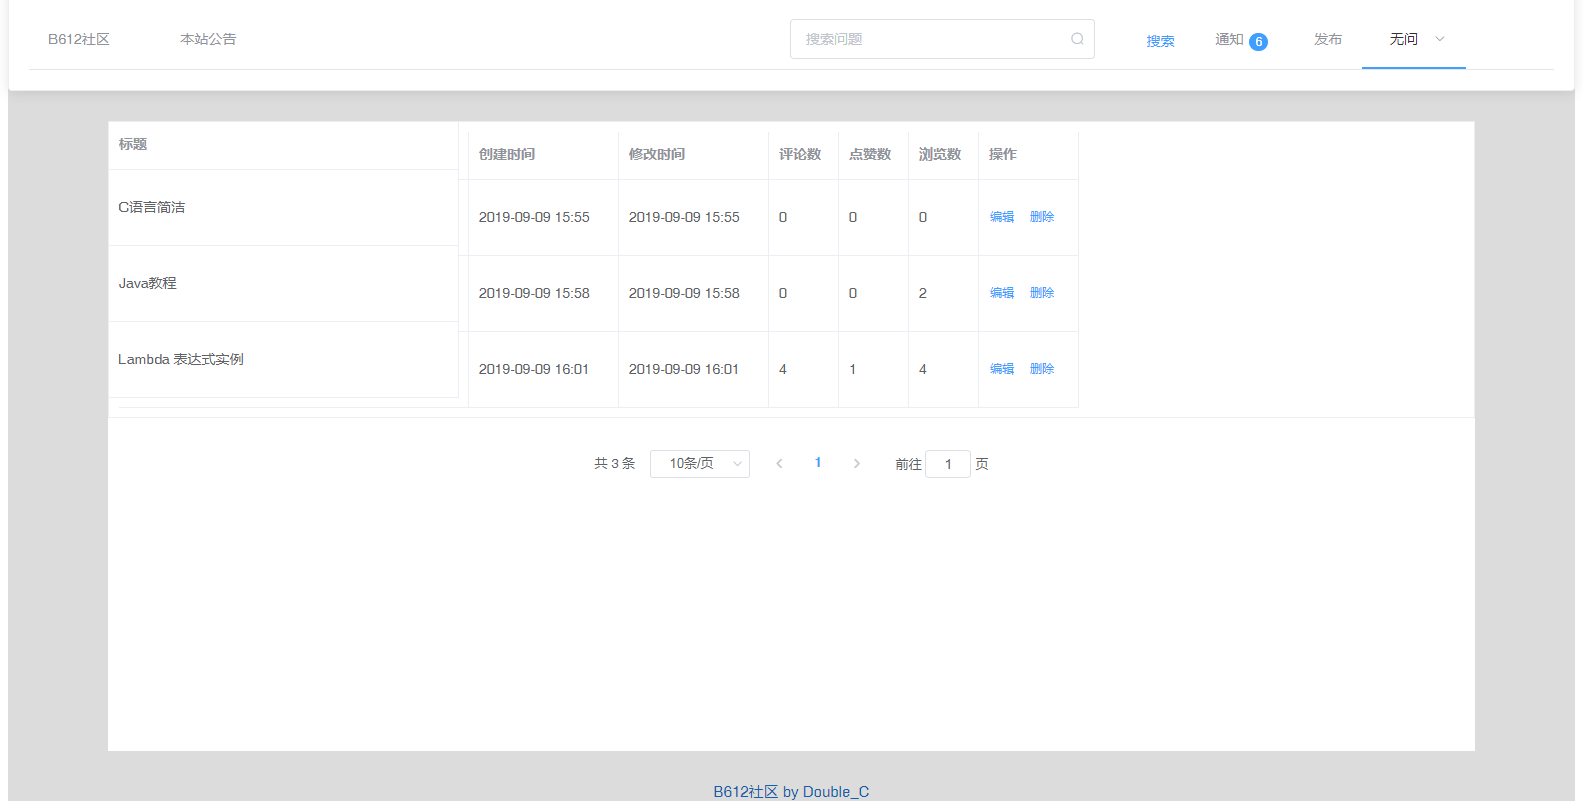 B612社区 本站公告 搜索问题 搜索 通知 6 发布 无问
标题 创建时间 修改时间 评论数 点赞数 浏览数 操作
C语言简洁 2019-09-09 15:55 2019-09-09 15:55 0 0 0 编辑 删除
Java教程 2019-09-09 15:58 2019-09-09 15:58 0 0 2 编辑 删除
Lambda 表达式实例 2019-09-09 16:01 2019-09-09 16:01 4 1 4 编辑 删除
共 3 条 10条/页 1 前往 1 页
B612社区 by Double_C